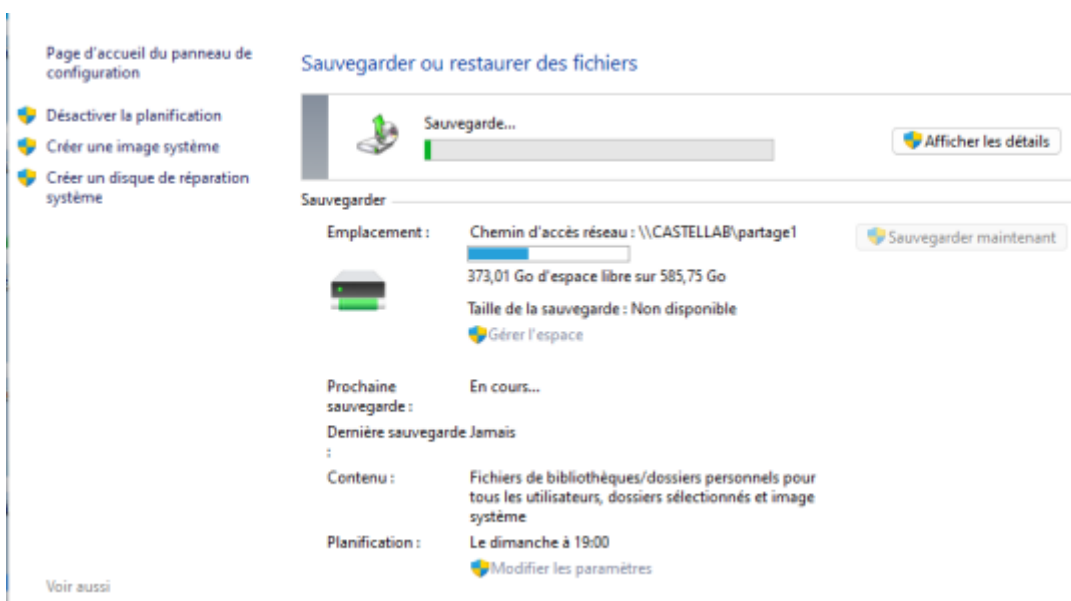 Page d'accueil du panneau de
configuration
Désactiver la planification
Créer une image système
Créer un disque de réparation
système
Voir aussi
Sauvegarder ou restaurer des fichiers
Sauvegarde...
Afficher les détails
Sauvegarder
Emplacement :
Chemin d'accès réseau : \\CASTELLAB\partage1
Sauvegarder maintenant
373,01 Go d'espace libre sur 585,75 Go
Taille de la sauvegarde : Non disponible
Gérer l'espace
Prochaine
sauvegarde :
En cours...
Dernière sauvegarde
:
Jamais
Contenu :
Fichiers de bibliothèques/dossiers personnels pour
tous les utilisateurs, dossiers sélectionnés et image
système
Planification :
Le dimanche à 19:00
Modifier les paramètres